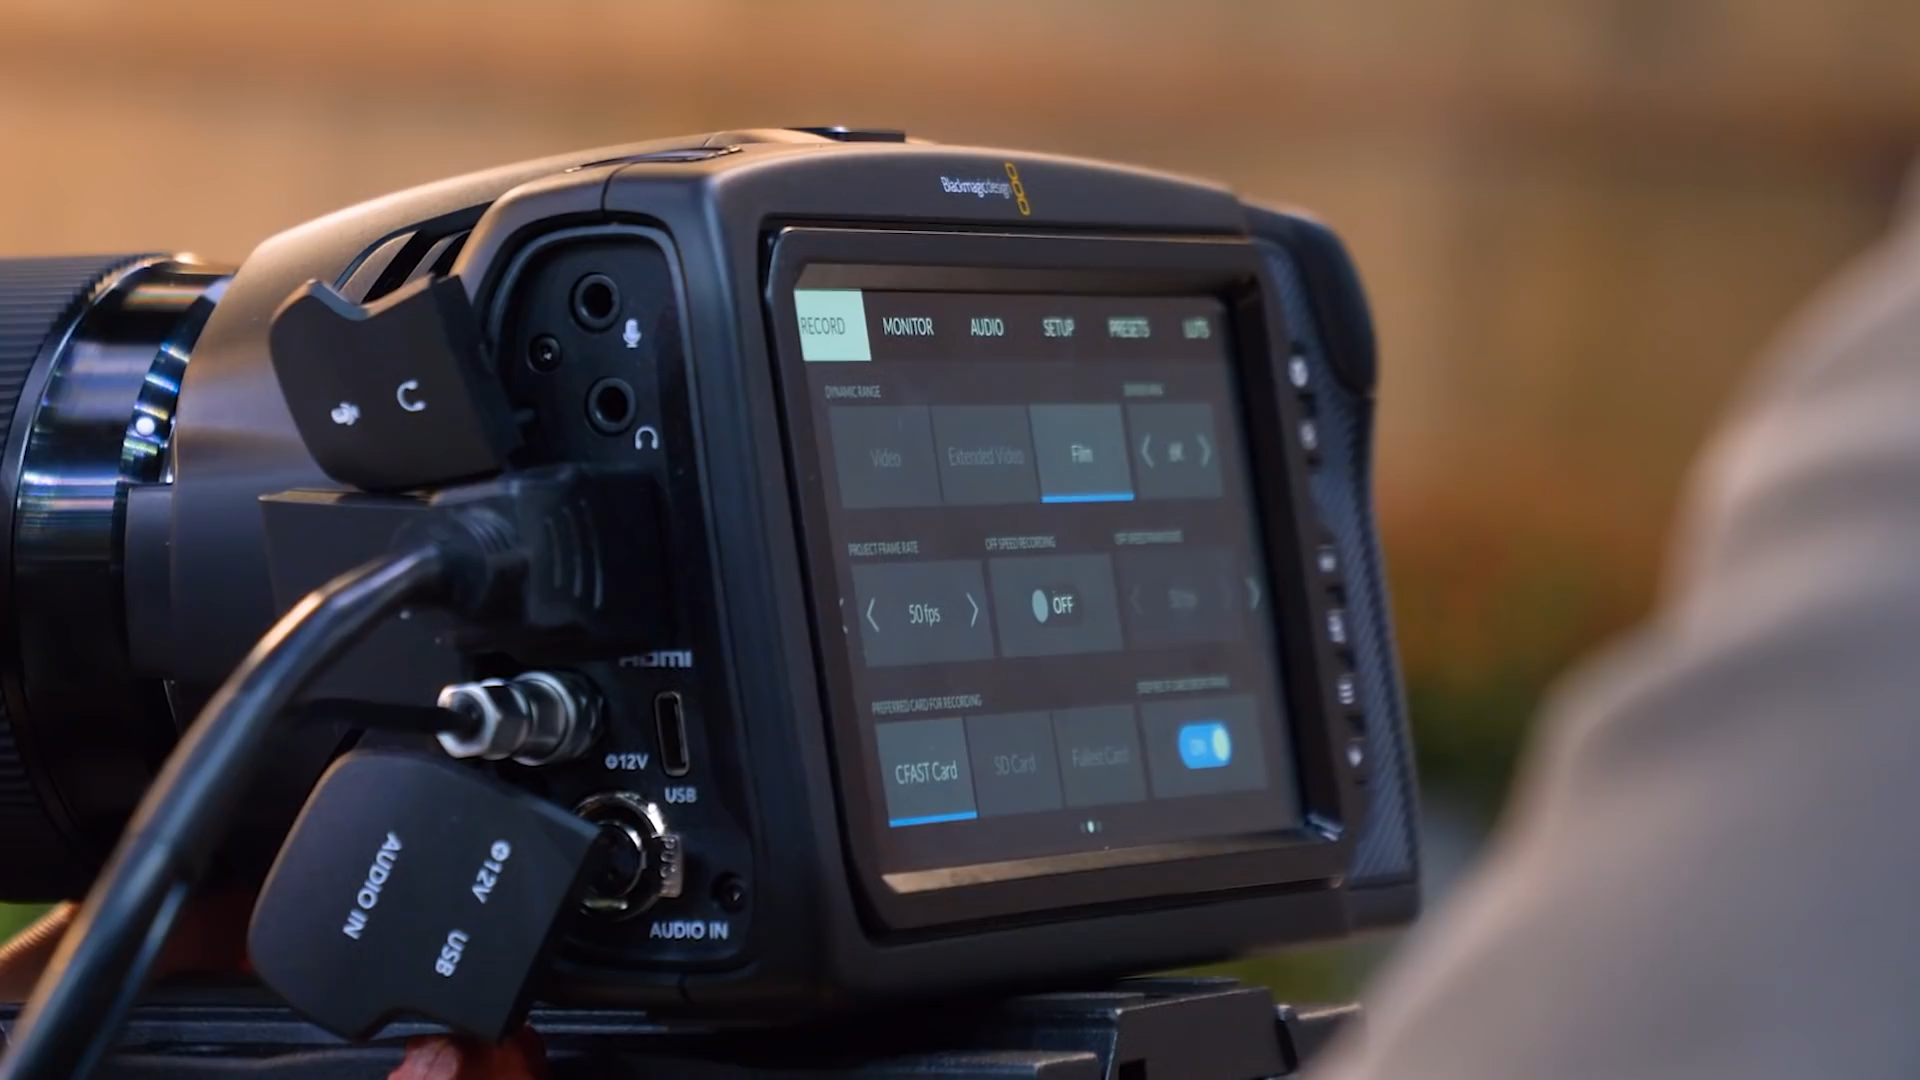 Blackmagicdesign
RECORD MONITOR AUDIO SETUP PRESETS LUTS
DYNAMIC RANGE
Video Extended Video Film
PROJECT FRAME RATE OFF SPEED RECORDING
50 fps OFF
PREFERRED CARD FOR RECORDING
CFAST Card SD Card Fullest Card
HDMI
12V
USB
PUSH
AUDIO IN
AUDIO IN
12V
USB